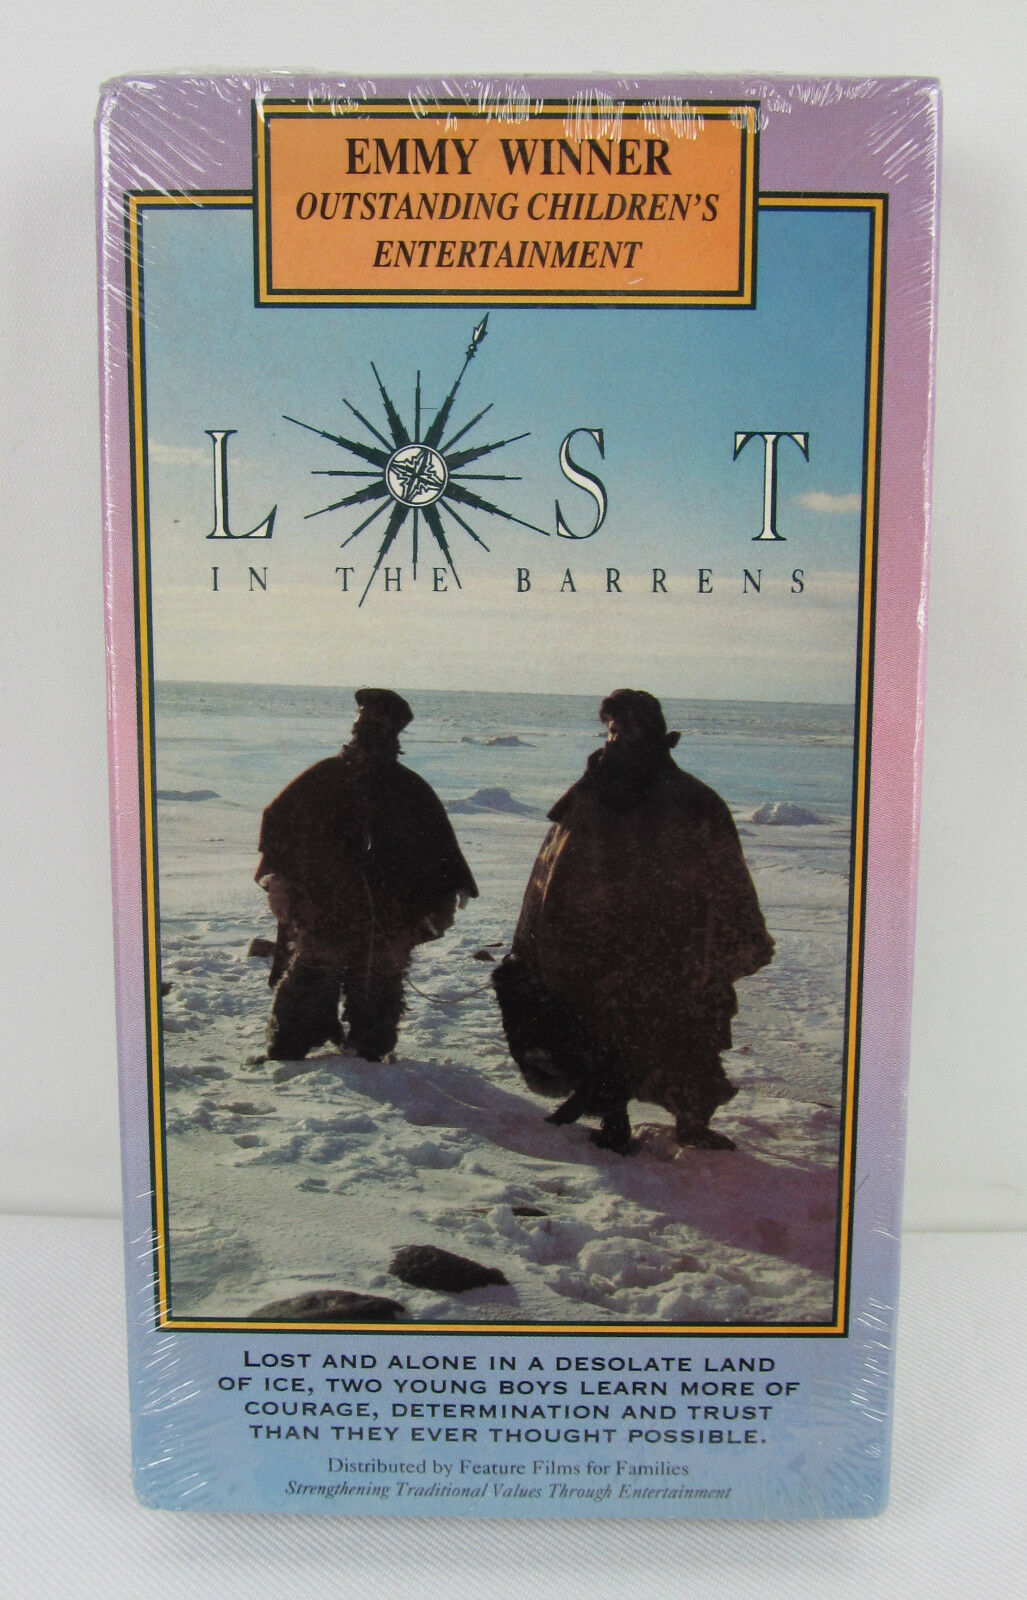 EMMY WINNER
OUTSTANDING CHILDREN'S
ENTERTAINMENT
LOST
IN THE BARRENS
LOST AND ALONE IN A DESOLATE LAND
OF ICE, TWO YOUNG BOYS LEARN MORE OF
COURAGE, DETERMINATION AND TRUST
THAN THEY EVER THOUGHT POSSIBLE.
Distributed by Feature Films for Families
Strengthening Traditional Values Through Entertainment